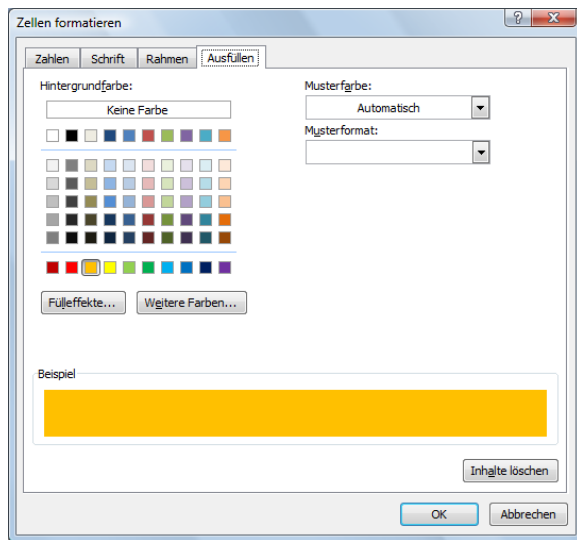 Zellen formatieren
Zahlen Schrift Rahmen Ausfüllen
Hintergrundfarbe:
Keine Farbe
Musterfarbe:
Automatisch
Musterformat:
Fülleffekte... Weitere Farben...
Beispiel
Inhalte löschen
OK Abbrechen